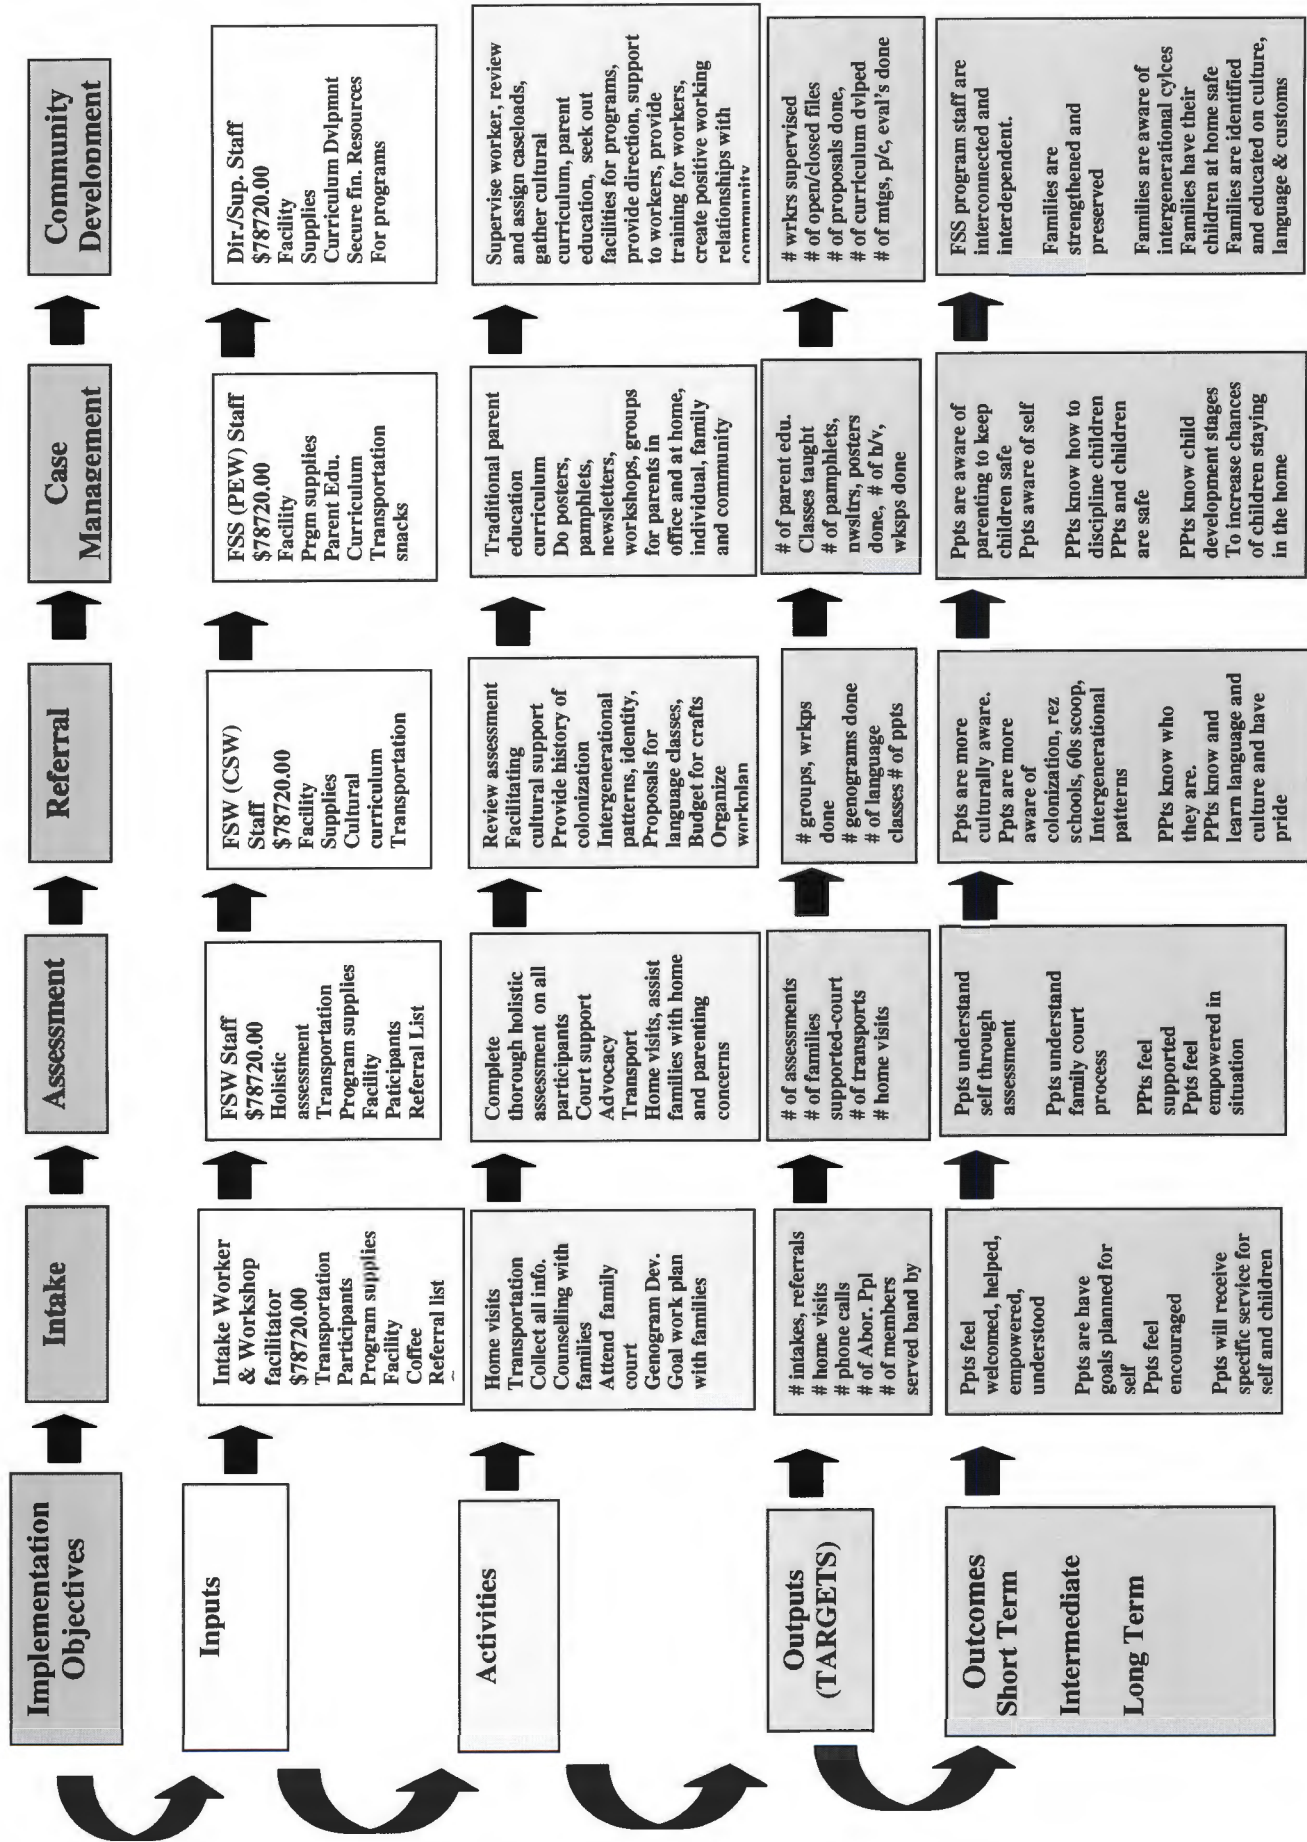 Implementation
Objectives
Intake
Assessment
Referral
Case
Management
Community
Development
Inputs
Intake Worker
& Workshop
facilitator
$78720.00
Transportation
Participants
Program supplies
Facility
Coffee
Referral list
FSW Staff
$78720.00
Holistic
assessment
Transportation
Program supplies
Facility
Paticipants
Referral List
FSW (CSW)
Staff
$78720.00
Facility
Supplies
Cultural
curriculum
Transportation
FSS (PEW) Staff
$78720.00
Facility
Prgm supplies
Parent Edu.
Curriculum
Transportation
snacks
Dir./Sup. Staff
$78720.00
Facility
Supplies
Curriculum Dvlpmnt
Secure fin. Resources
For programs
Activities
Home visits
Transportation
Collect all info.
Counselling with
families
Attend family
court
Genogram Dev.
Goal work plan
with families
Complete
thorough holistic
assessment on all
participants
Court support
Advocacy
Transport
Home visits, assist
families with home
and parenting
concerns
Review assessment
Facilitating
cultural support
Provide history of
colonization
Intergenerational
patterns, identity,
Proposals for
language classes,
Budget for crafts
Organize
workplan
Traditional parent
education
curriculum
Do posters,
pamphlets,
newsletters,
workshops, groups
for parents in
office and at home,
individual, family
and community
Supervise worker, review
and assign caseloads,
gather cultural
curriculum, parent
education, seek out
facilities for programs,
provide direction, support
to workers, provide
training for workers,
create positive working
relationships with
community
Outputs
(TARGETS)
# intakes, referrals
# home visits
# phone calls
# of Abor. Ppl
# of members
served band by
# of assessments
# of families
supported-court
# of transports
# home visits
# groups, wrkps
done
# genograms done
# of language
classes # of ppts
# of parent edu.
Classes taught
# of pamphlets,
nwsltrs, posters
done, # of h/v,
wksps done
# wrkrs supervised
# of open/closed files
# of proposals done,
# of curriculum dvlped
# of mtgs, p/c, eval's done
Outcomes
Short Term
Intermediate
Long Term
Ppts feel
welcomed, helped,
empowered,
understood
Ppts are have
goals planned for
self
Ppts feel
encouraged
Ppts will receive
specific service for
self and children
Ppts understand
self through
assessment
Ppts understand
family court
process
PPts feel
supported
Ppts feel
empowered in
situation
Ppts are more
culturally aware.
Ppts are more
aware of
colonization, rez
schools, 60s scoop,
Intergenerational
patterns
PPts know who
they are.
PPts know and
learn language and
culture and have
pride
Ppts are aware of
parenting to keep
children safe
Ppts aware of self
PPts know how to
discipline children
PPts and children
are safe
PPts know child
development stages
To increase chances
of children staying
in the home
FSS program staff are
interconnected and
interdependent.
Families are
strengthened and
preserved
Families are aware of
intergenerational cylces
Families have their
children at home safe
Families are identified
and educated on culture,
language & customs